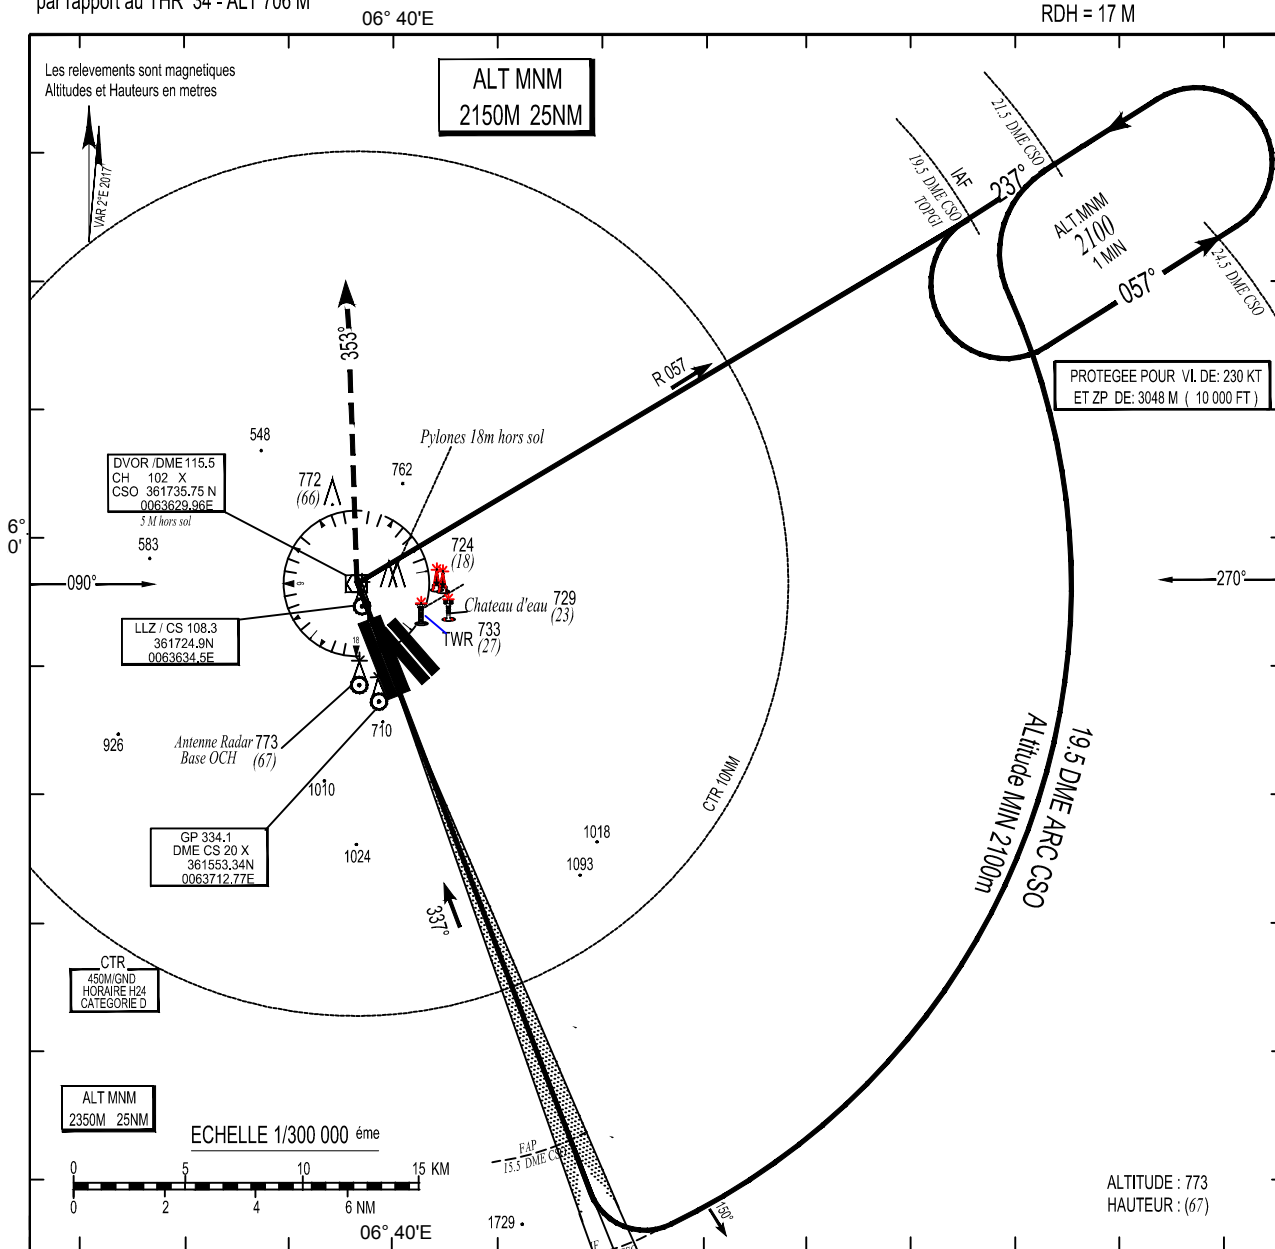 par rapport au THR 34 - ALT 706 M
06° 40'E
RDH = 17 M
Les relevements sont magnetiques
Altitudes et Hauteurs en metres
VAR 2°E 2017
ALT MNM
2150M 25NM
21.5 DME CSO
19.5 DME CSO
TOPGI
IAF
237°
ALT.MNM
2100
1 MIN
057°
24.5 DME CSO
PROTEGEE POUR VI. DE: 230 KT
ET ZP DE: 3048 M ( 10 000 FT )
353°
R 057
548
Pylones 18m hors sol
DVOR /DME 115.5
CH 102 X
CSO 361735.75 N
0063629.96E
5 M hors sol
772
(66)
762
6°
0'
583
724
(18)
090°
270°
Chateau d'eau 729
(23)
LLZ / CS 108.3
361724.9N
0063634.5E
TWR 733
(27)
18
926
Antenne Radar 773
Base OCH (67)
710
1010
CTR 10NM
19.5 DME ARC CSO
ALtitude MIN 2100m
GP 334.1
DME CS 20 X
361553.34N
0063712.77E
1024
1018
1093
337°
CTR
450M/GND
HORAIRE H24
CATEGORIE D
ALT MNM
2350M 25NM
ECHELLE 1/300 000 éme
0 5 10 15 KM
0 2 4 6 NM
FAP
15.5 DME CSO
150°
1729
06° 40'E
ALTITUDE : 773
HAUTEUR : (67)